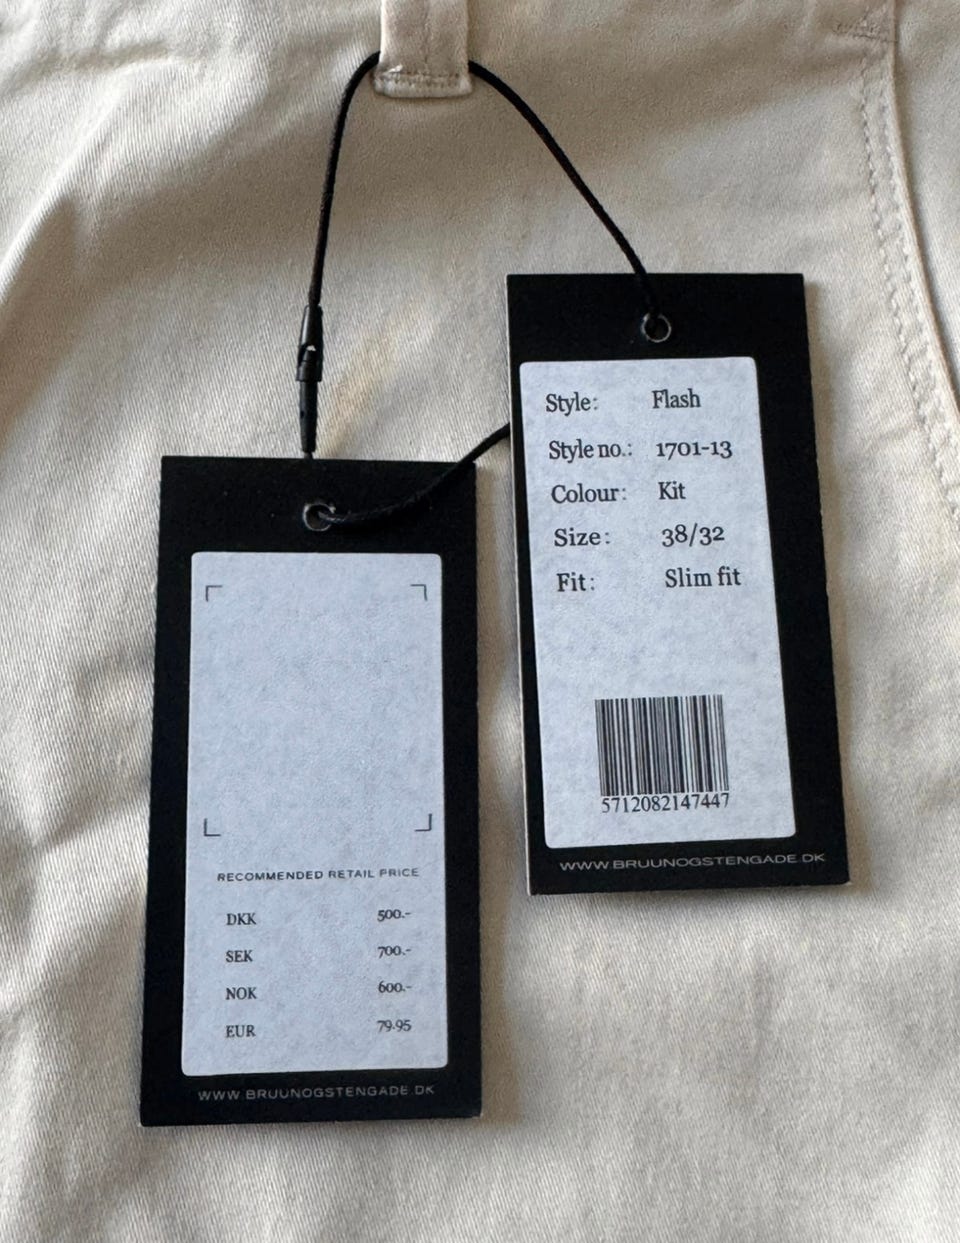 Style: Flash
Style no.: 1701-13
Colour: Kit
Size: 38/32
Fit: Slim fit
5712082147447
WWW.BRUUNOGSTENGADE.DK
RECOMMENDED RETAIL PRICE
DKK 500.-
SEK 700.-
NOK 600.-
EUR 79.95
WWW.BRUUNOGSTENGADE.DK